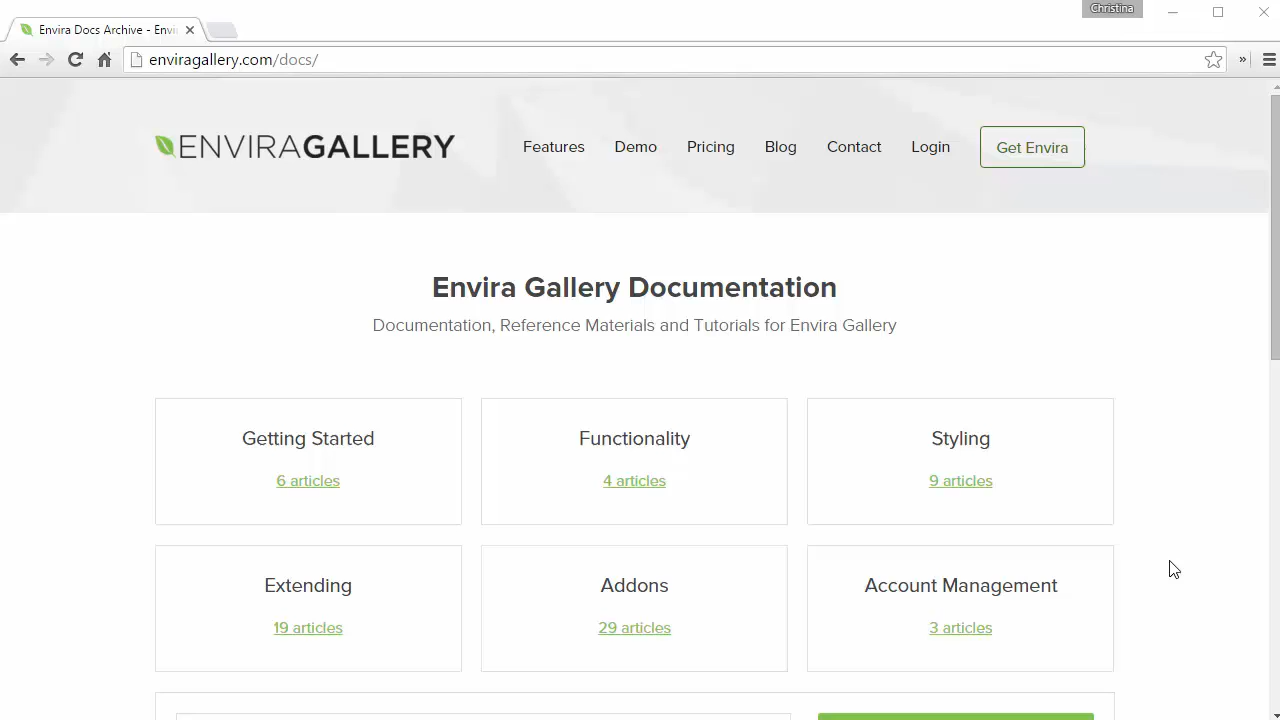 Christina
Envira Docs Archive - Envi
enviragallery.com/docs/
»
ENVIRAGALLERY
Features
Demo
Pricing
Blog
Contact
Login
Get Envira
Envira Gallery Documentation
Documentation, Reference Materials and Tutorials for Envira Gallery
Getting Started
6 articles
Functionality
4 articles
Styling
9 articles
Extending
19 articles
Addons
29 articles
Account Management
3 articles